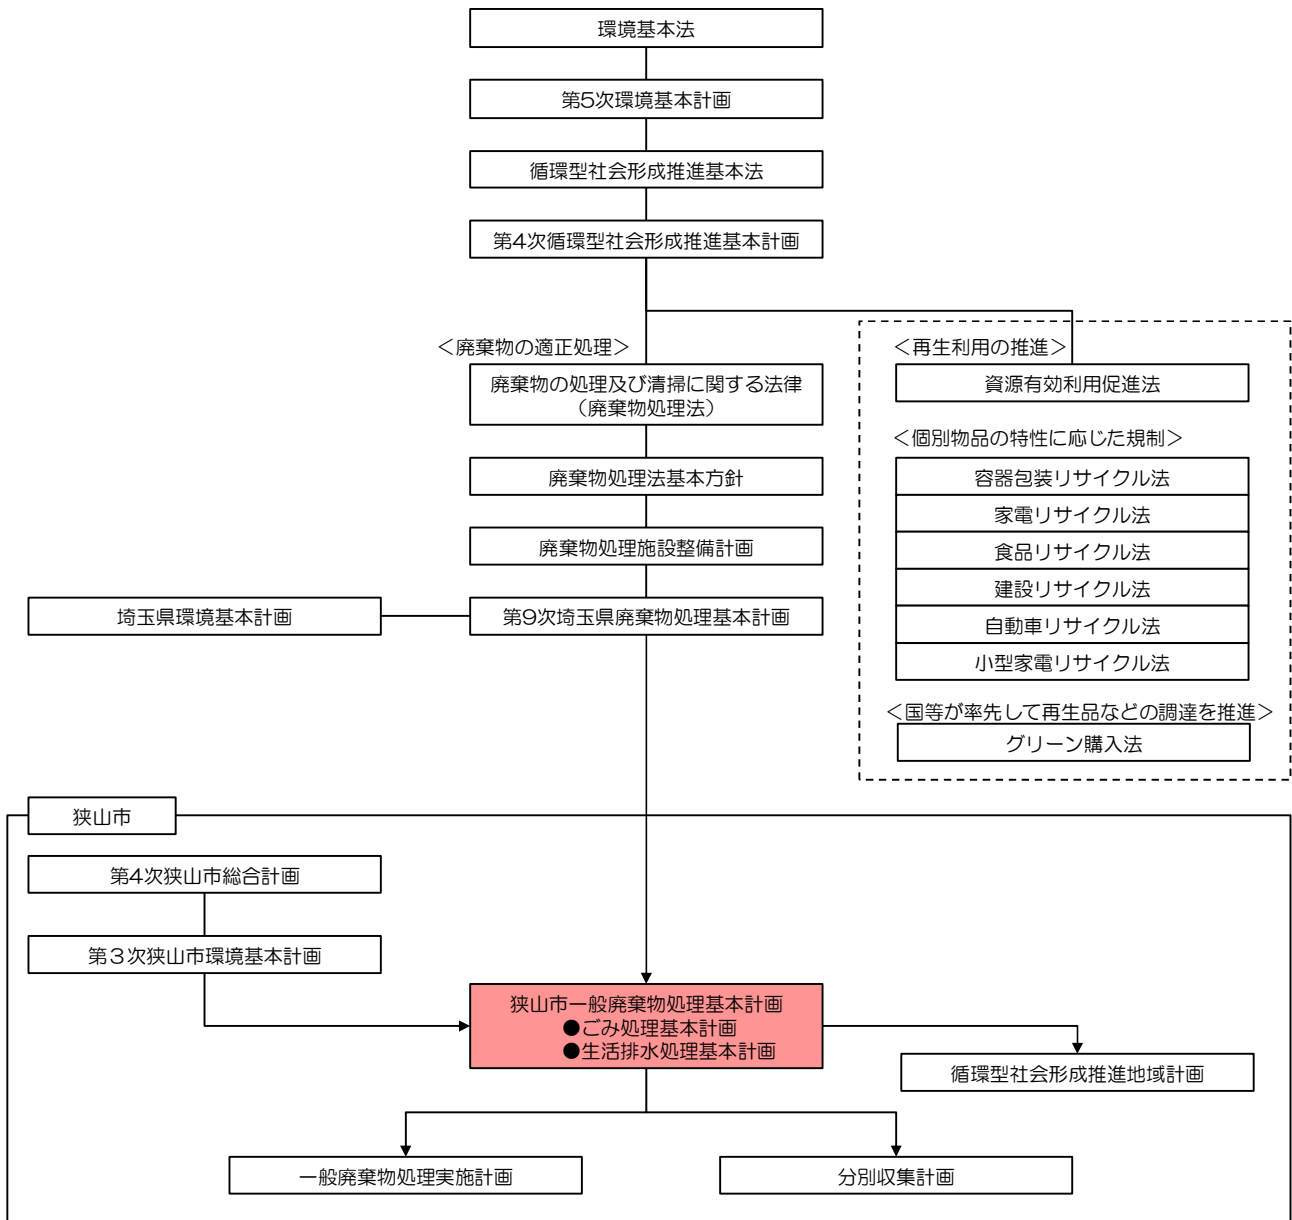 環境基本法
第5次環境基本計画
循環型社会形成推進基本法
第4次循環型社会形成推進基本計画
＜廃棄物の適正処理＞
廃棄物の処理及び清掃に関する法律
（廃棄物処理法）
廃棄物処理法基本方針
廃棄物処理施設整備計画
埼玉県環境基本計画
第9次埼玉県廃棄物処理基本計画
＜再生利用の推進＞
資源有効利用促進法
＜個別物品の特性に応じた規制＞
容器包装リサイクル法
家電リサイクル法
食品リサイクル法
建設リサイクル法
自動車リサイクル法
小型家電リサイクル法
＜国等が率先して再生品などの調達を推進＞
グリーン購入法
狭山市
第4次狭山市総合計画
第３次狭山市環境基本計画
狭山市一般廃棄物処理基本計画
●ごみ処理基本計画
●生活排水処理基本計画
循環型社会形成推進地域計画
一般廃棄物処理実施計画
分別収集計画